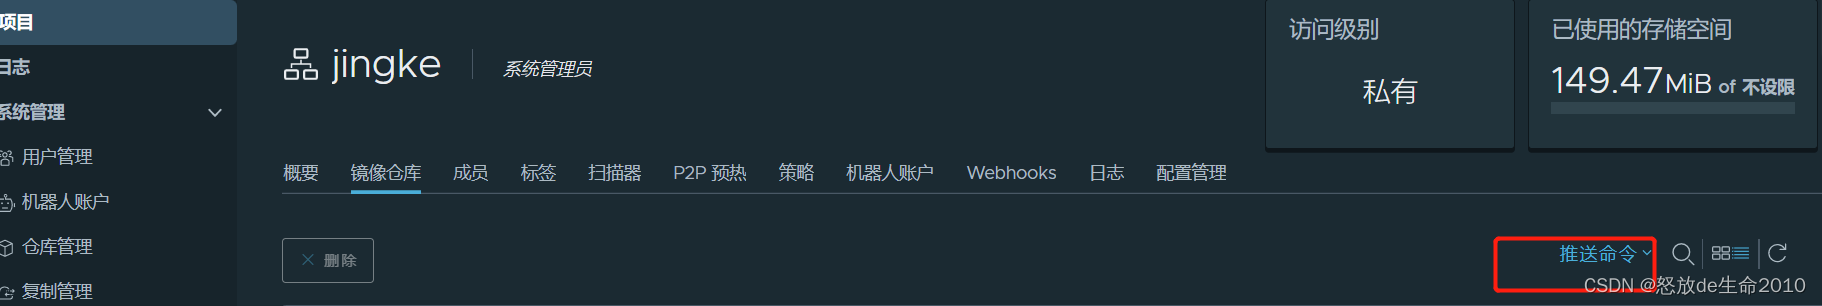 项目
日志
系统管理
用户管理
机器人账户
仓库管理
复制管理
jingke
系统管理员
访问级别
私有
已使用的存储空间
149.47MiB of 不设限
概要 镜像仓库 成员 标签 扫描器 P2P 预热 策略 机器人账户 Webhooks 日志 配置管理
删除
推送命令
CSDN @怒放de生命2010